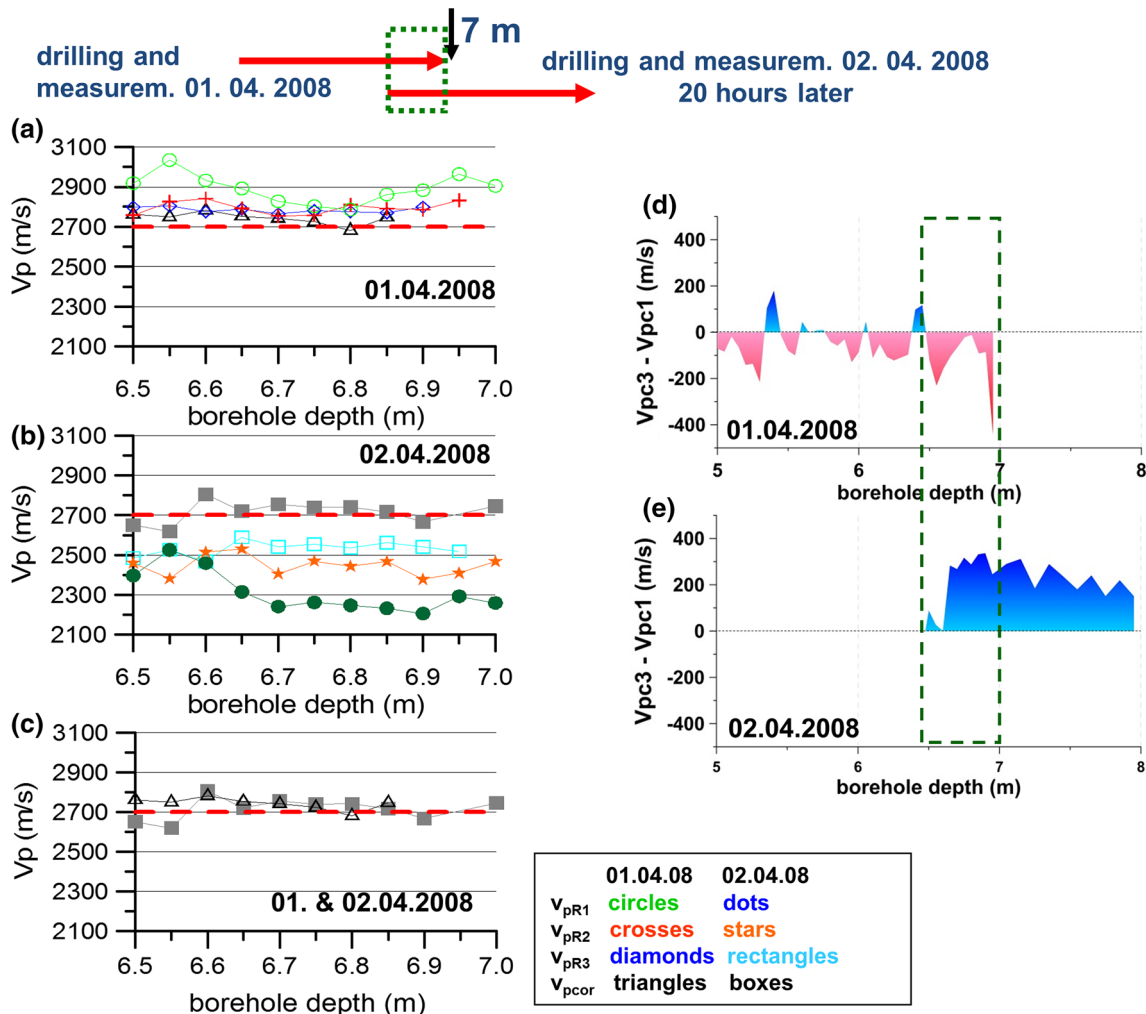 7 m
drilling and
measurem. 01. 04. 2008
drilling and measurem. 02. 04. 2008
20 hours later
(a)
3100
2900
2700
2500
2300
2100
Vp (m/s)
01.04.2008
6.5 6.6 6.7 6.8 6.9 7.0
borehole depth (m)
(b)
3100
2900
2700
2500
2300
2100
Vp (m/s)
02.04.2008
6.5 6.6 6.7 6.8 6.9 7.0
borehole depth (m)
(c)
3100
2900
2700
2500
2300
2100
Vp (m/s)
01. & 02.04.2008
6.5 6.6 6.7 6.8 6.9 7.0
borehole depth (m)
(d)
400
200
0
-200
-400
Vpc3 - Vpc1 (m/s)
01.04.2008
5 6 7 8
borehole depth (m)
(e)
400
200
0
-200
-400
Vpc3 - Vpc1 (m/s)
02.04.2008
5 6 7 8
borehole depth (m)
01.04.08 02.04.08
vpR1 circles dots
vpR2 crosses stars
vpR3 diamonds rectangles
vpcor triangles boxes